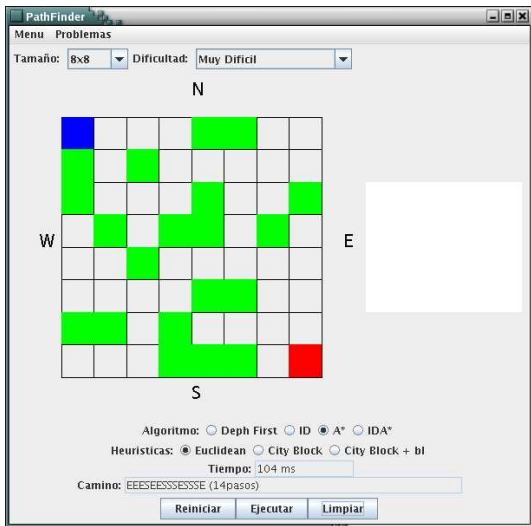 PathFinder
Menu Problemas
Tamaño: 8x8 Dificultad: Muy Dificil
N
W E
S
Algoritmo: Deph First ID A* IDA*
Heuristicas: Euclidean City Block City Block + bl
Tiempo: 104 ms
Camino: EEESEESSSESSSE (14pasos)
Reiniciar Ejecutar Limpiar